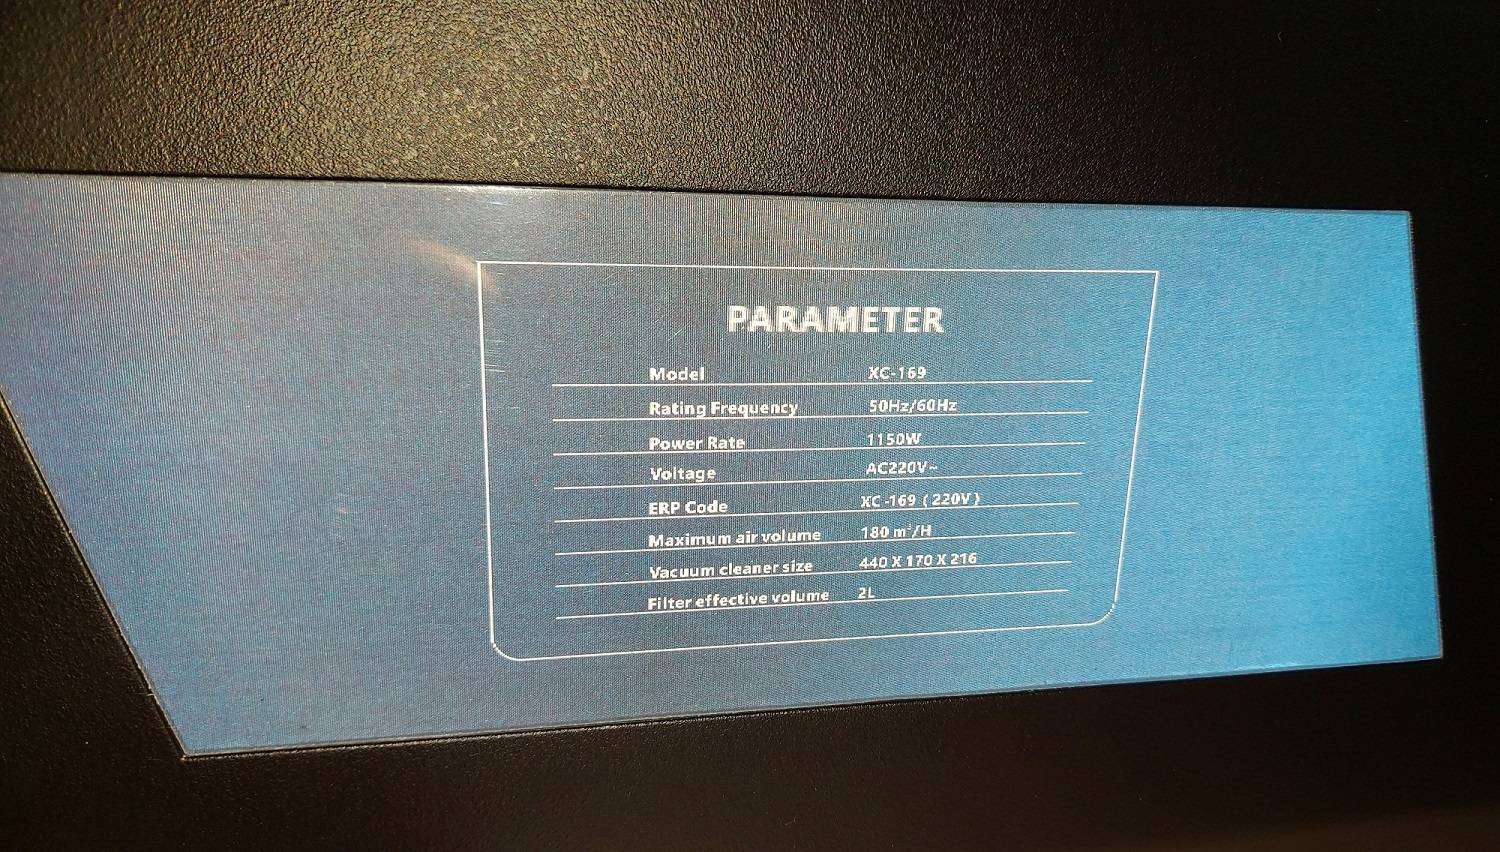 PARAMETER
Model XC-169
Rating Frequency 50Hz/60Hz
Power Rate 1150W
Voltage AC220V~
ERP Code XC-169 (220V)
Maximum air volume 180 m³/H
Vacuum cleaner size 440 X 170 X 216
Filter effective volume 2L